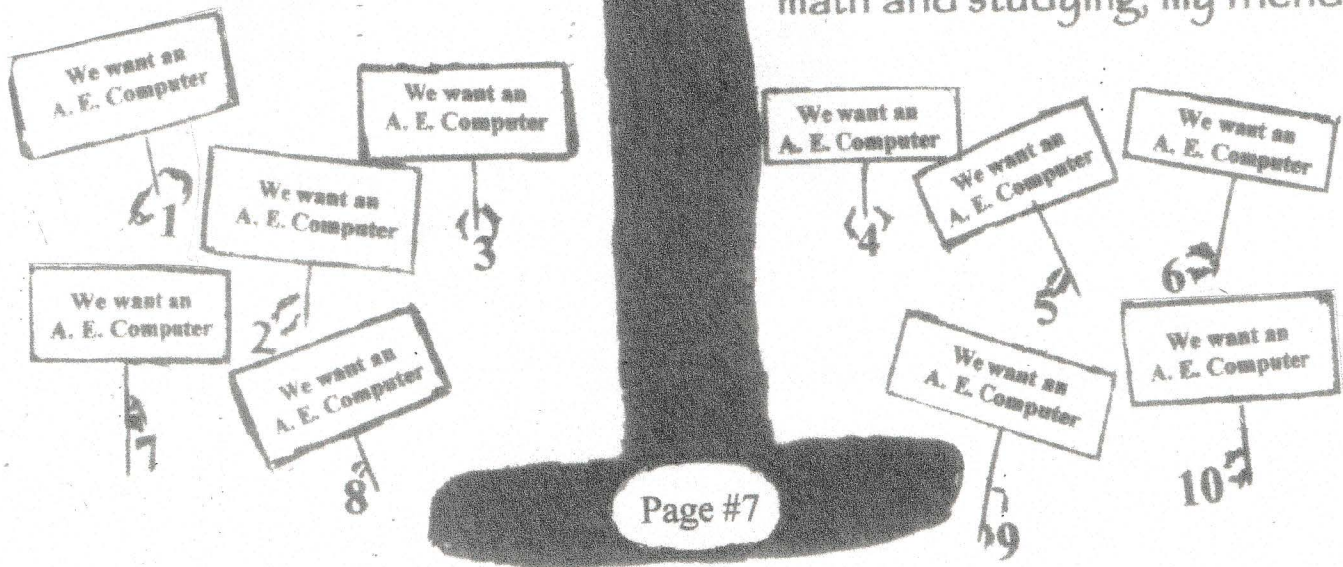 math and studying, my friend
We want an
A. E. Computer
1
We want an
A. E. Computer
2
We want an
A. E. Computer
3
We want an
A. E. Computer
4
We want an
A. E. Computer
5
We want an
A. E. Computer
6
We want an
A. E. Computer
7
We want an
A. E. Computer
8
We want an
A. E. Computer
9
We want an
A. E. Computer
10
Page #7